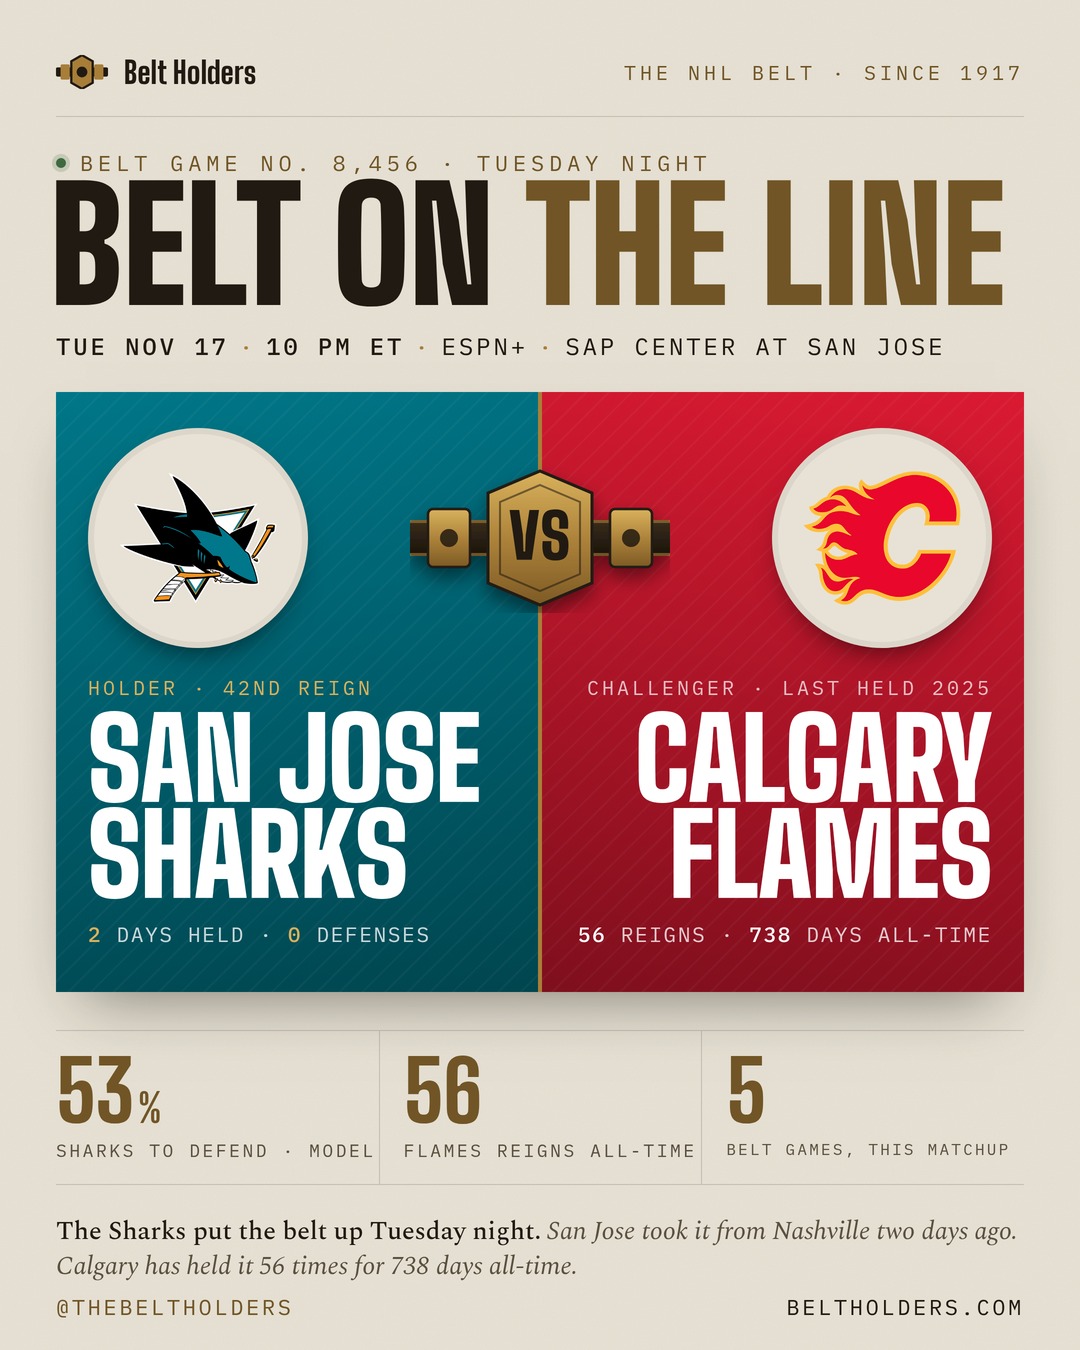 Belt Holders
THE NHL BELT · SINCE 1917
BELT GAME NO. 8,456 · TUESDAY NIGHT
BELT ON THE LINE
TUE NOV 17 · 10 PM ET · ESPN+ · SAP CENTER AT SAN JOSE
VS
C
HOLDER · 42ND REIGN
SAN JOSE
SHARKS
2 DAYS HELD · 0 DEFENSES
CHALLENGER · LAST HELD 2025
CALGARY
FLAMES
56 REIGNS · 738 DAYS ALL-TIME
53%
SHARKS TO DEFEND · MODEL
56
FLAMES REIGNS ALL-TIME
5
BELT GAMES, THIS MATCHUP
The Sharks put the belt up Tuesday night. San Jose took it from Nashville two days ago.
Calgary has held it 56 times for 738 days all-time.
@THEBELTHOLDERS
BELTHOLDERS.COM